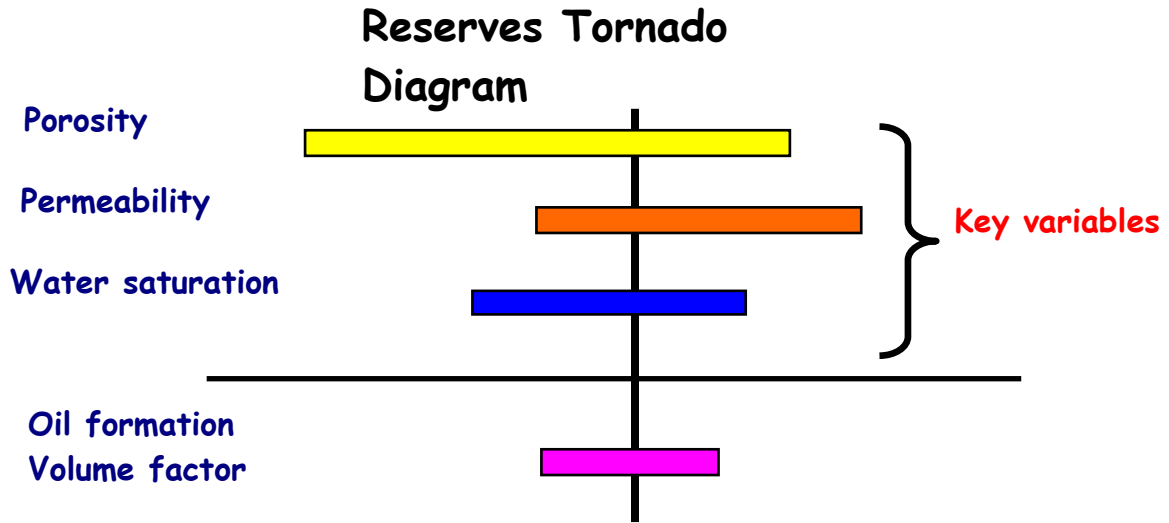 Reserves Tornado
Diagram
Porosity
Permeability
Key variables
Water saturation
Oil formation
Volume factor